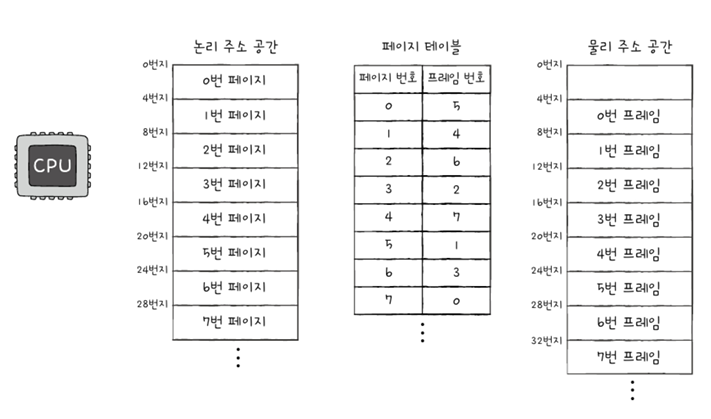 논리 주소 공간
페이지 테이블
물리 주소 공간
CPU
0번지
4번지
8번지
12번지
16번지
20번지
24번지
28번지
0번 페이지
1번 페이지
2번 페이지
3번 페이지
4번 페이지
5번 페이지
6번 페이지
7번 페이지
페이지 번호 프레임 번호
0 5
1 4
2 6
3 2
4 7
5 1
6 3
7 0
0번지
4번지
8번지
12번지
16번지
20번지
24번지
28번지
32번지
0번 프레임
1번 프레임
2번 프레임
3번 프레임
4번 프레임
5번 프레임
6번 프레임
7번 프레임